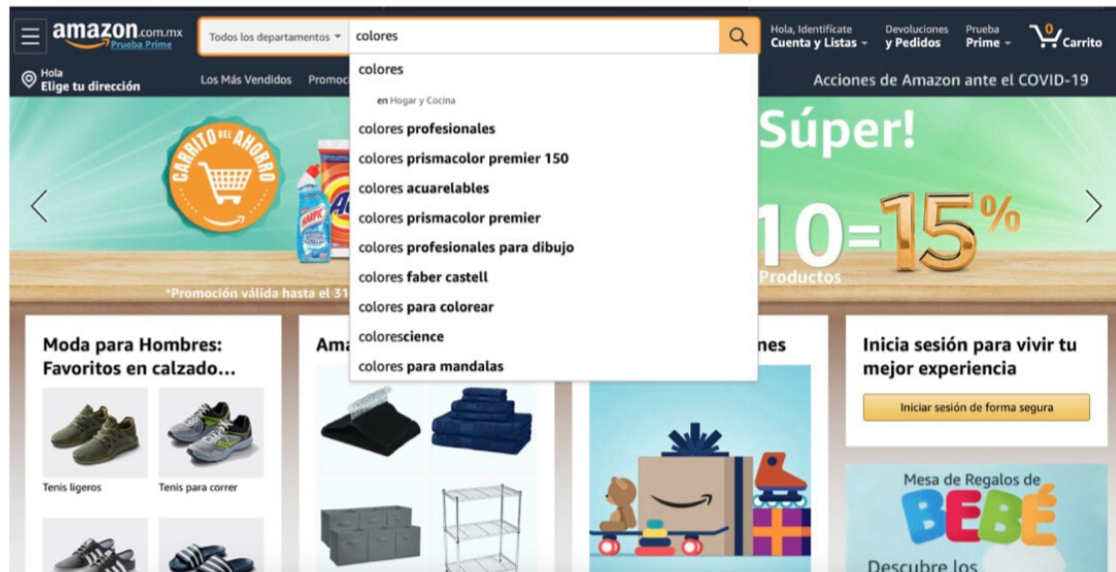 amazon.com.mx
Prueba Prime
Todos los departamentos
colores
Hola, Identifícate
Cuenta y Listas
Devoluciones
y Pedidos
Prueba
Prime
0
Carrito
Hola
Elige tu dirección
Los Más Vendidos
Acciones de Amazon ante el COVID-19
colores
en Hogar y Cocina
colores profesionales
colores prismacolor premier 150
colores acuarelables
colores prismacolor premier
colores profesionales para dibujo
colores faber castell
colores para colorear
colorescience
colores para mandalas
CARRITO DEL AHORRO
HARPIC
Súper!
10=15%
Productos
*Promoción válida hasta el 31
Moda para Hombres:
Favoritos en calzado...
Tenis ligeros
Tenis para correr
Inicia sesión para vivir tu
mejor experiencia
Iniciar sesión de forma segura
Mesa de Regalos de
BEBÉ
Descubre los